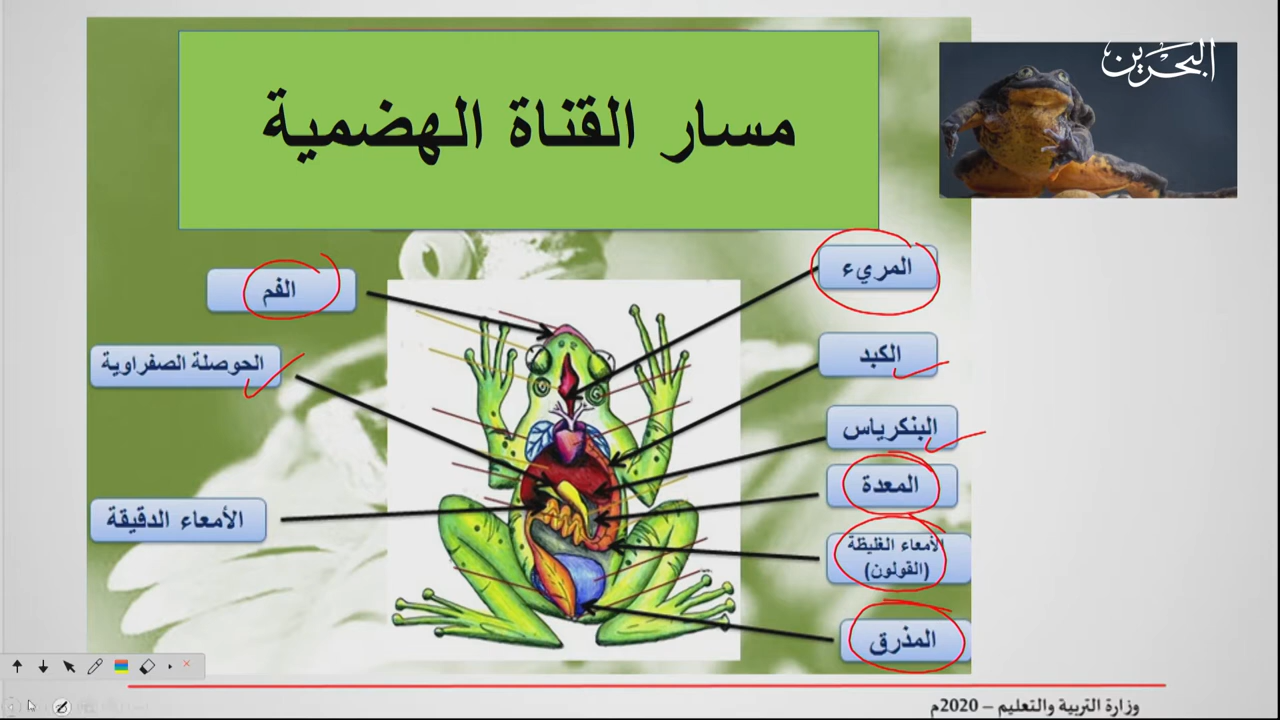 البحرين
مسار القناة الهضمية
المريء
الفم
الكبد
الحوصلة الصفراوية
البنكرياس
المعدة
الأمعاء الدقيقة
الأمعاء الغليظة
(القولون)
المذرق
وزارة التربية والتعليم – 2020م